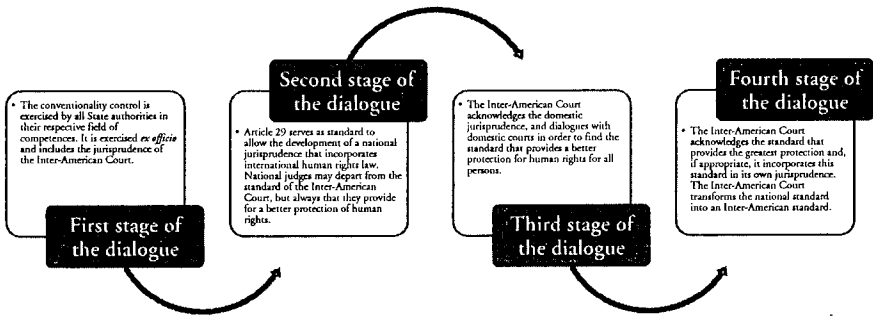 • The conventionality control is
exercised by all State authorities in
their respective field of
competences. It is exercised ex officio
and includes the jurisprudence of
the Inter-American Court.
First stage of
the dialogue
Second stage of
the dialogue
• Article 29 serves as standard to
allow the development of a national
jurisprudence that incorporates
international human rights law.
National judges may depart from the
standard of the Inter-American
Court, but always that they provide
for a better protection of human
rights.
• The Inter-American Court
acknowledges the domestic
jurisprudence, and dialogues with
domestic courts in order to find the
standard that provides a better
protection for human rights for all
persons.
Third stage of
the dialogue
Fourth stage of
the dialogue
• The Inter-American Court
acknowledges the standard that
provides the greatest protection and,
if appropriate, it incorporates this
standard in its own jurisprudence.
The Inter-American Court
transforms the national standard
into an Inter-American standard.